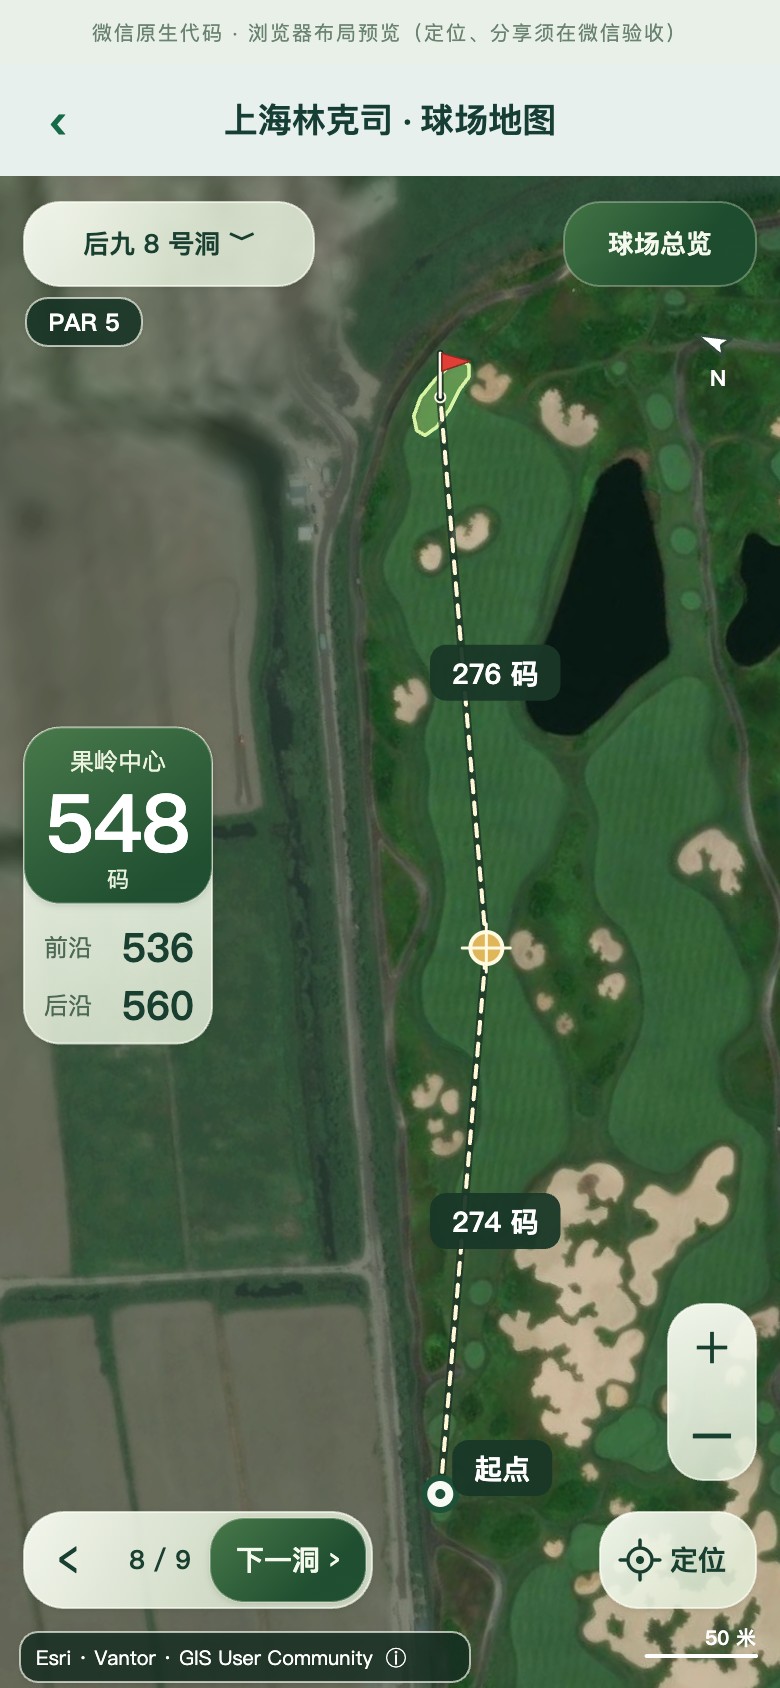 微信原生代码 · 浏览器布局预览（定位、分享须在微信验收）
‹ 上海林克司 · 球场地图
后九 8 号洞 球场总览
PAR 5
N
276 码
果岭中心
548
码
前沿 536
后沿 560
274 码
+
起点
—
< 8 / 9 下一洞 › 定位
50 米
Esri · Vantor · GIS User Community ⓘ